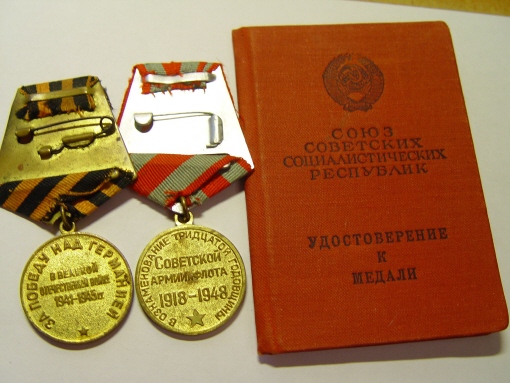 ЗА ПОБЕДУ НАД ГЕРМАНИЕЙ
В ВЕЛИКОЙ
ОТЕЧЕСТВЕННОЙ ВОЙНЕ
1941-1945гг
В ОЗНАМЕНОВАНИЕ ТРИДЦАТОЙ ГОДОВЩИНЫ
СОВЕТСКОЙ
АРМИИ И ФЛОТА
1918-1948
СОЮЗ
СОВЕТСКИХ
СОЦИАЛИСТИЧЕСКИХ
РЕСПУБЛИК
УДОСТОВЕРЕНИЕ
К
МЕДАЛИ